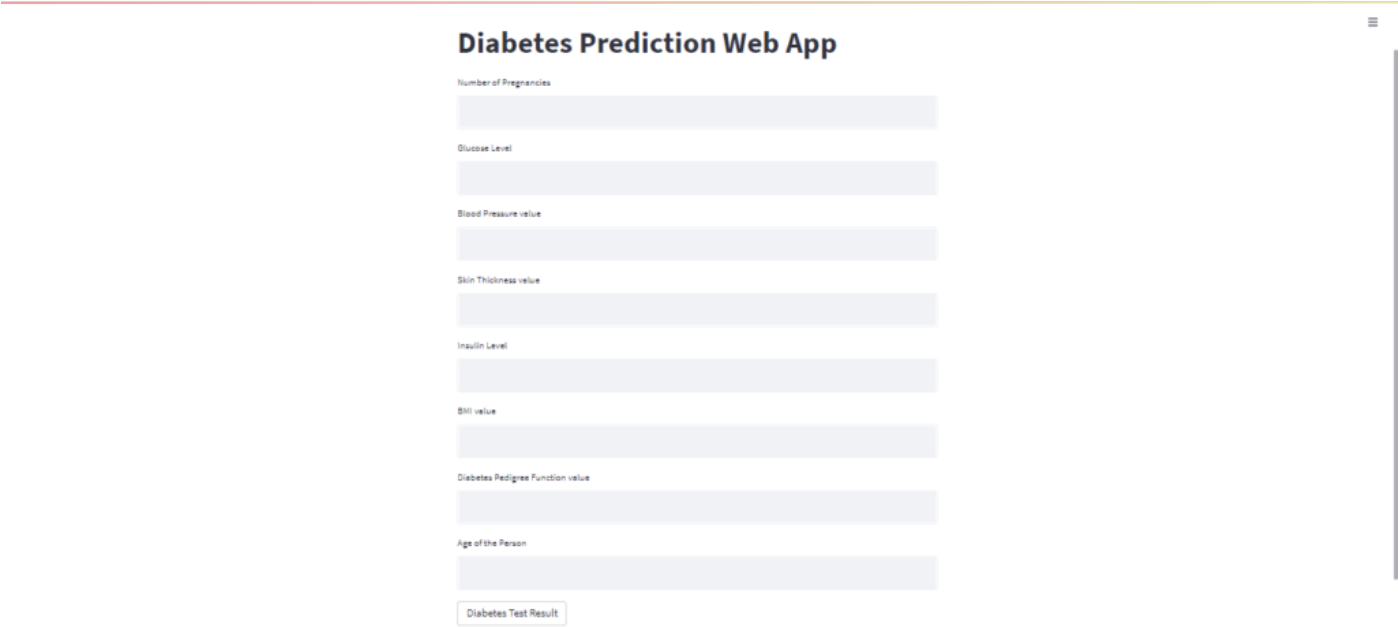 Diabetes Prediction Web App
Number of Pregnancies
Glucose Level
Blood Pressure value
Skin Thickness value
Insulin Level
BMI value
Diabetes Pedigree Function value
Age of the Person
Diabetes Test Result